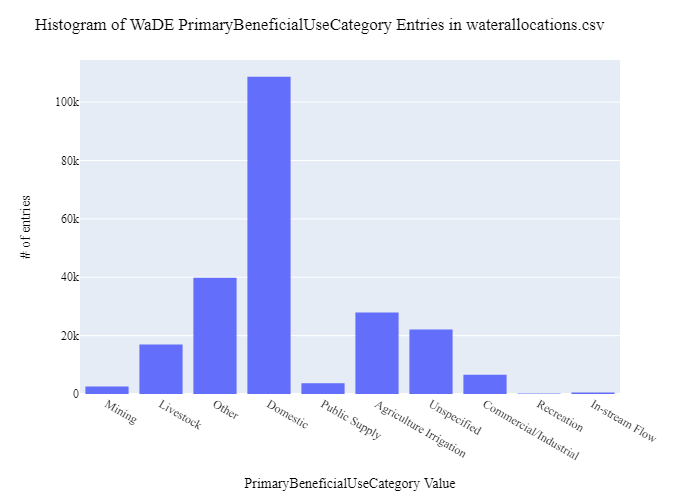 Histogram of WaDE PrimaryBeneficialUseCategory Entries in waterallocations.csv
# of entries
100k
80k
60k
40k
20k
0
Mining
Livestock
Other
Domestic
Public Supply
Agriculture Irrigation
Unspecified
Commercial/Industrial
Recreation
In-stream Flow
PrimaryBeneficialUseCategory Value